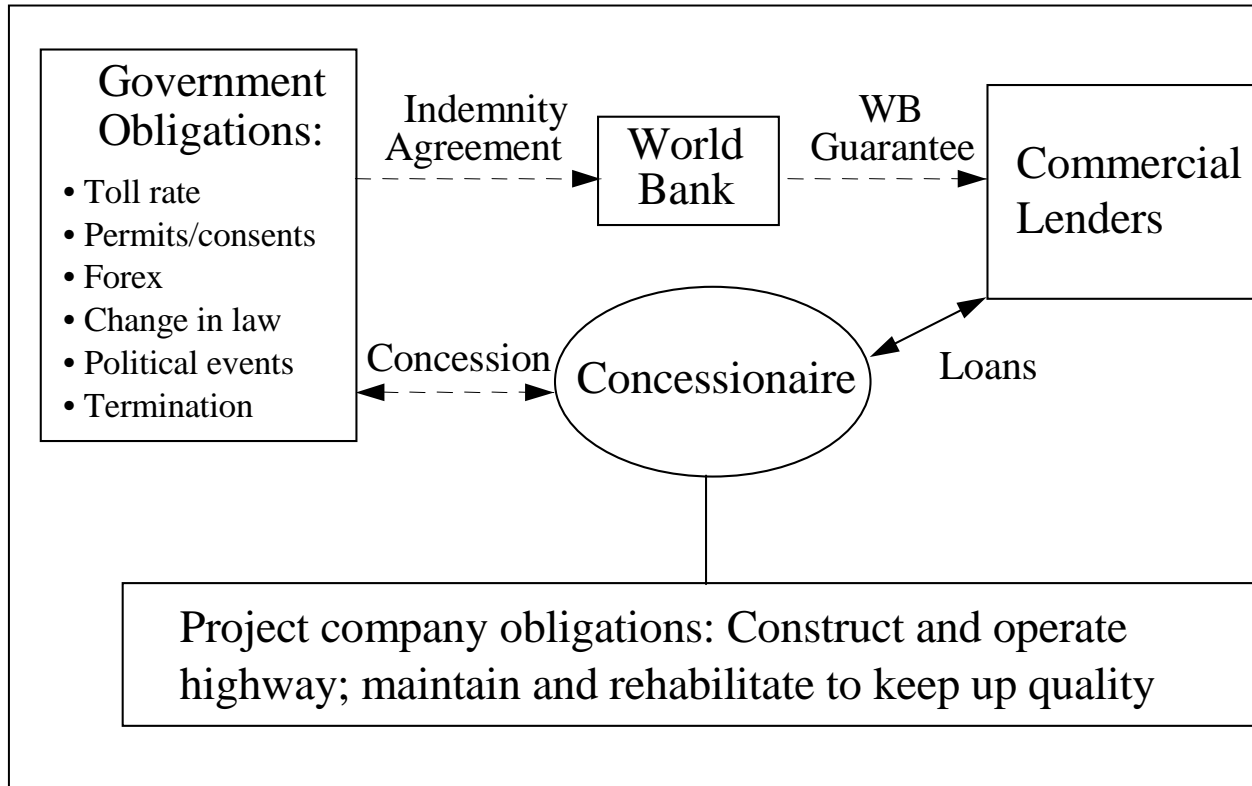 Government
Obligations:
• Toll rate
• Permits/consents
• Forex
• Change in law
• Political events
• Termination
Indemnity
Agreement
World
Bank
WB
Guarantee
Commercial
Lenders
Concession
Concessionaire
Loans
Project company obligations: Construct and operate
highway; maintain and rehabilitate to keep up quality